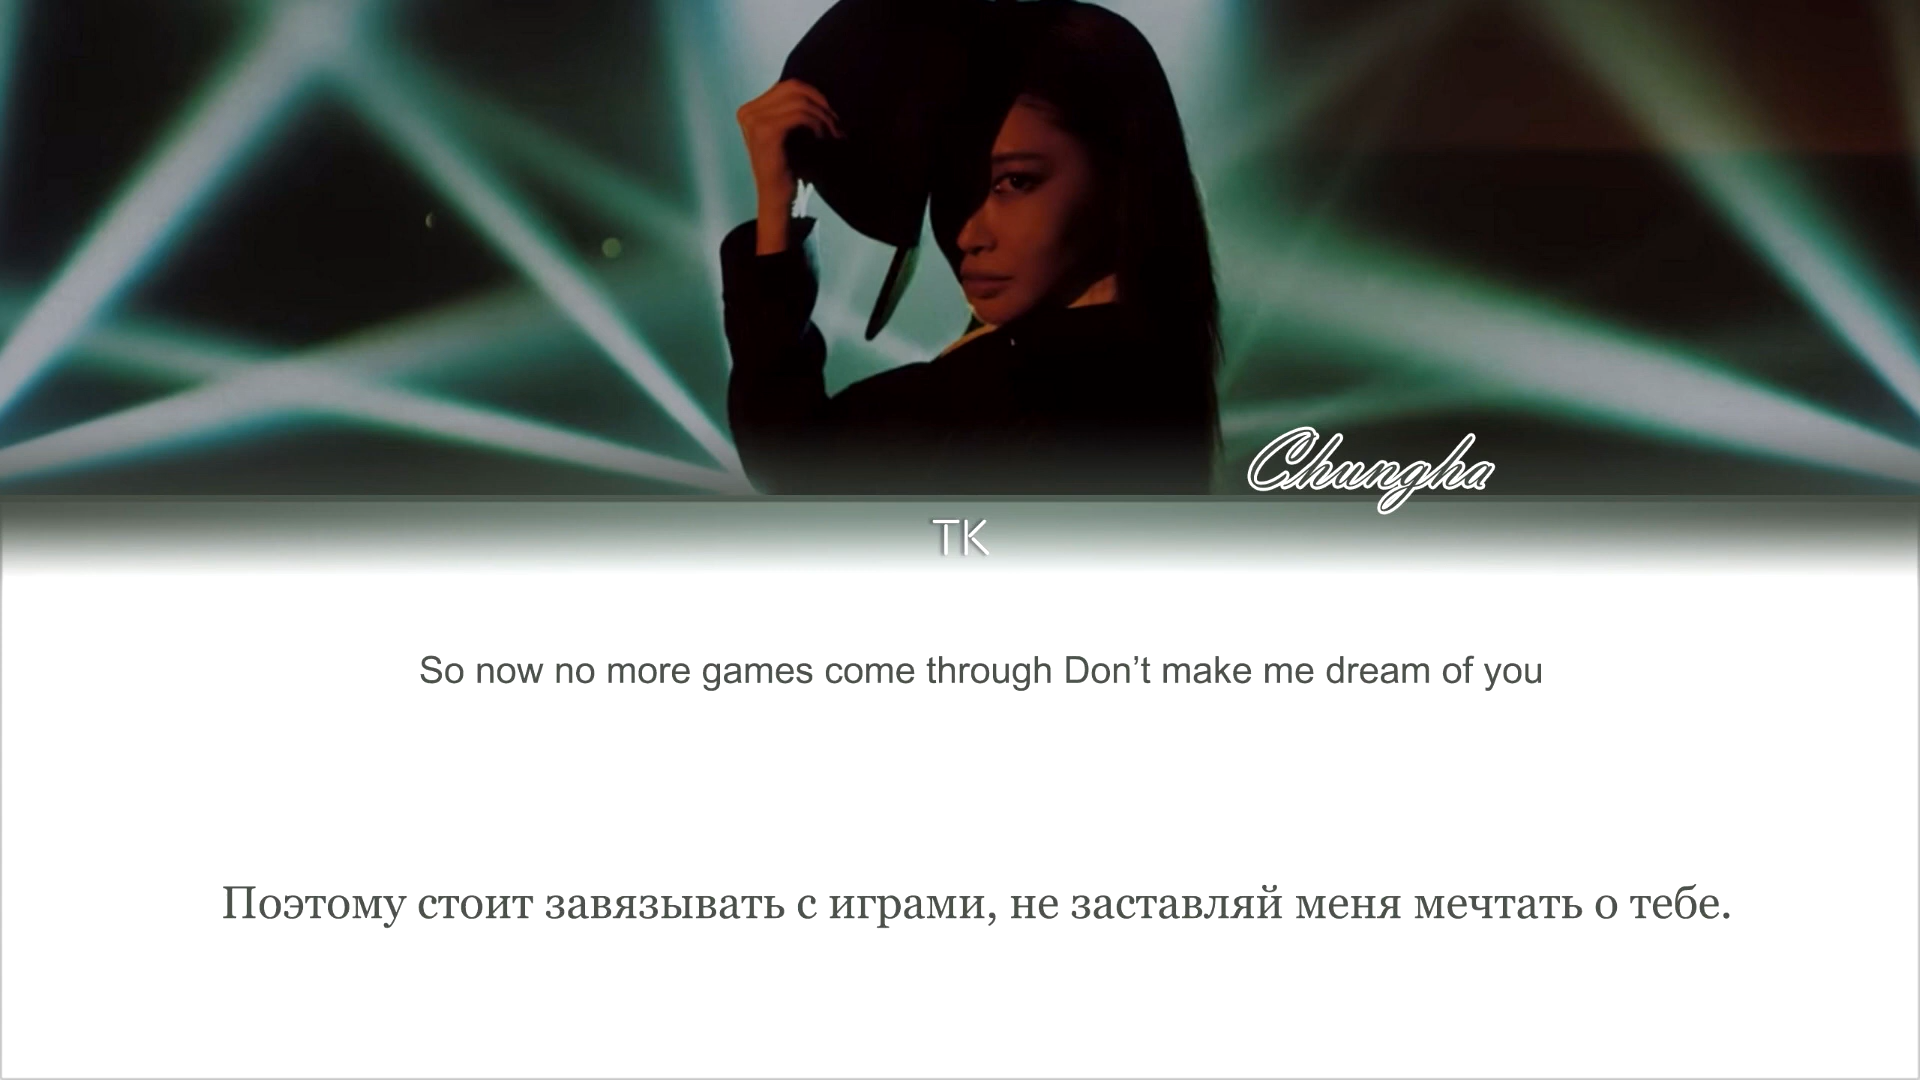 Chungha
TK
So now no more games come through Don’t make me dream of you
Поэтому стоит завязывать с играми, не заставляй меня мечтать о тебе.